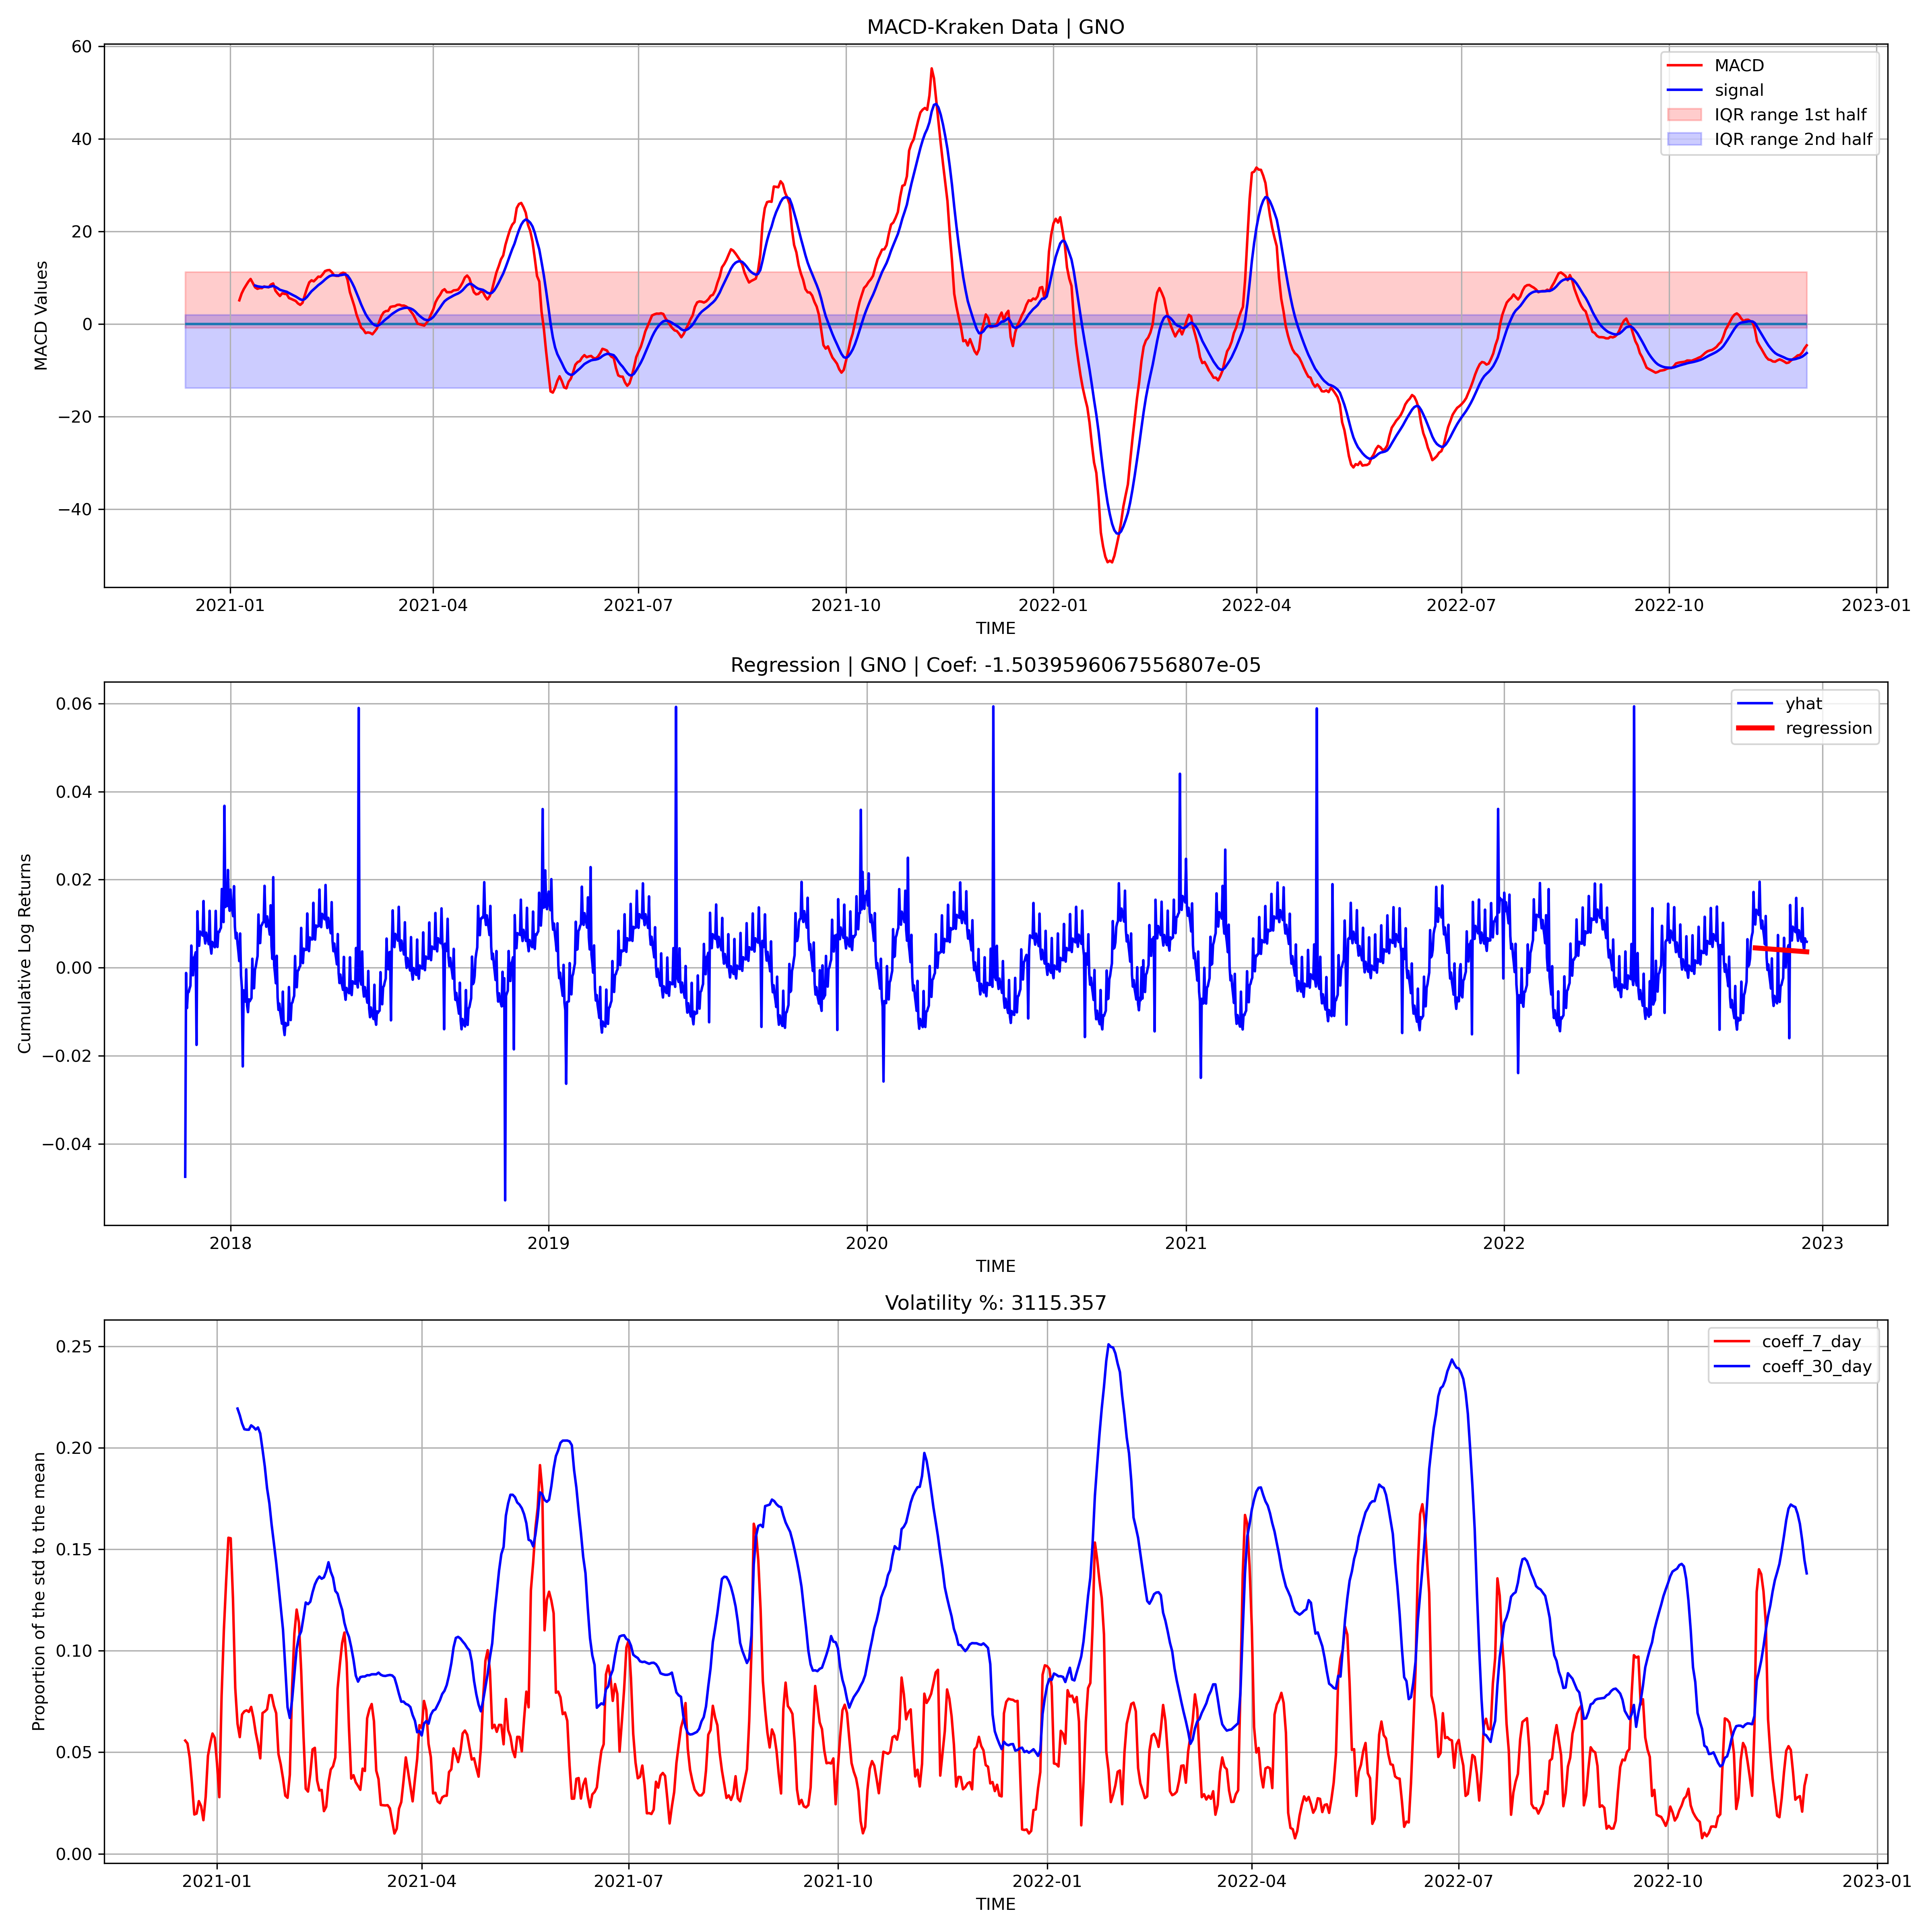 MACD-Kraken Data | GNO
60
40
20
0
−20
−40
MACD Values
MACD
signal
IQR range 1st half
IQR range 2nd half
2021-01 2021-04 2021-07 2021-10 2022-01 2022-04 2022-07 2022-10 2023-01
TIME
Regression | GNO | Coef: -1.5039596067556807e-05
0.06
0.04
0.02
0.00
−0.02
−0.04
Cumulative Log Returns
yhat
regression
2018 2019 2020 2021 2022 2023
TIME
Volatility %: 3115.357
0.25
0.20
0.15
0.10
0.05
0.00
Proportion of the std to the mean
coeff_7_day
coeff_30_day
2021-01 2021-04 2021-07 2021-10 2022-01 2022-04 2022-07 2022-10 2023-01
TIME